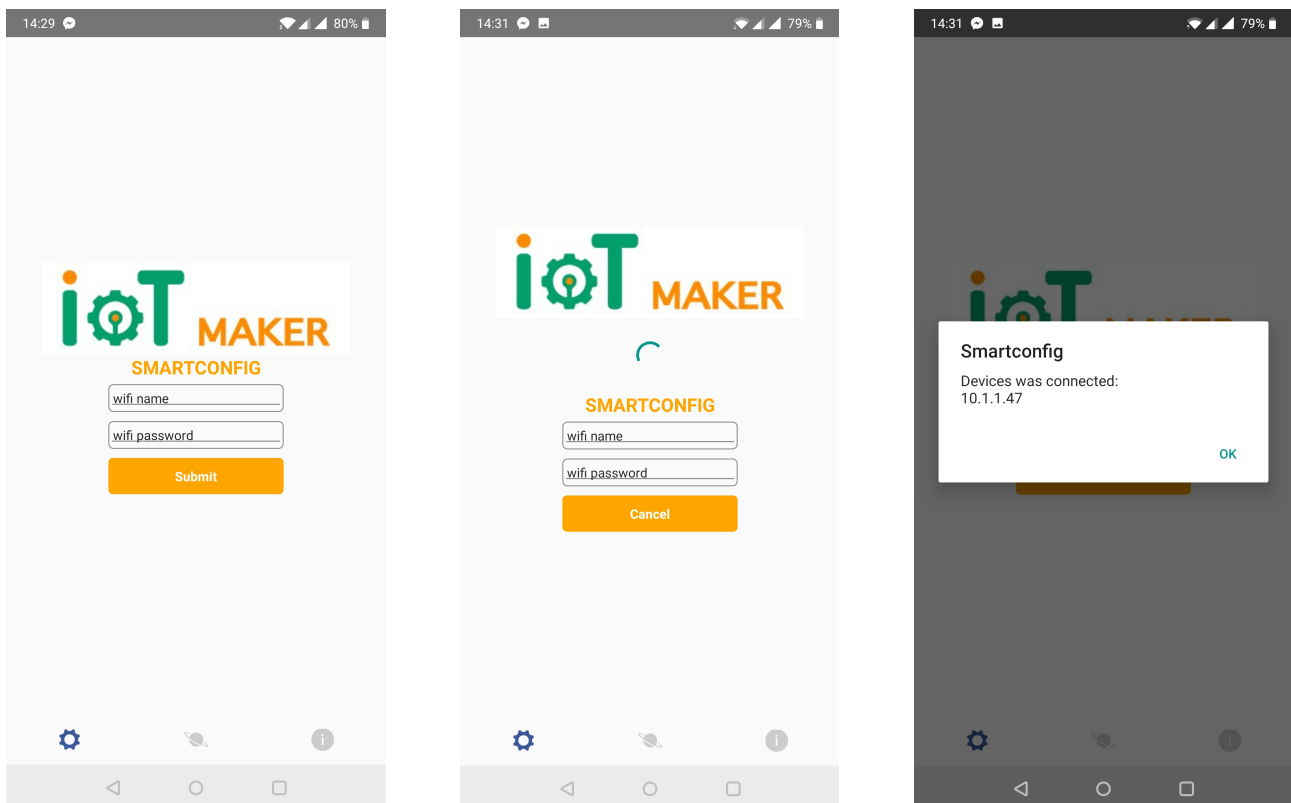 14:29 80%
ioT MAKER
SMARTCONFIG
wifi name
wifi password
Submit
14:31 79%
ioT MAKER
SMARTCONFIG
wifi name
wifi password
Cancel
14:31 79%
Smartconfig
Devices was connected:
10.1.1.47
OK